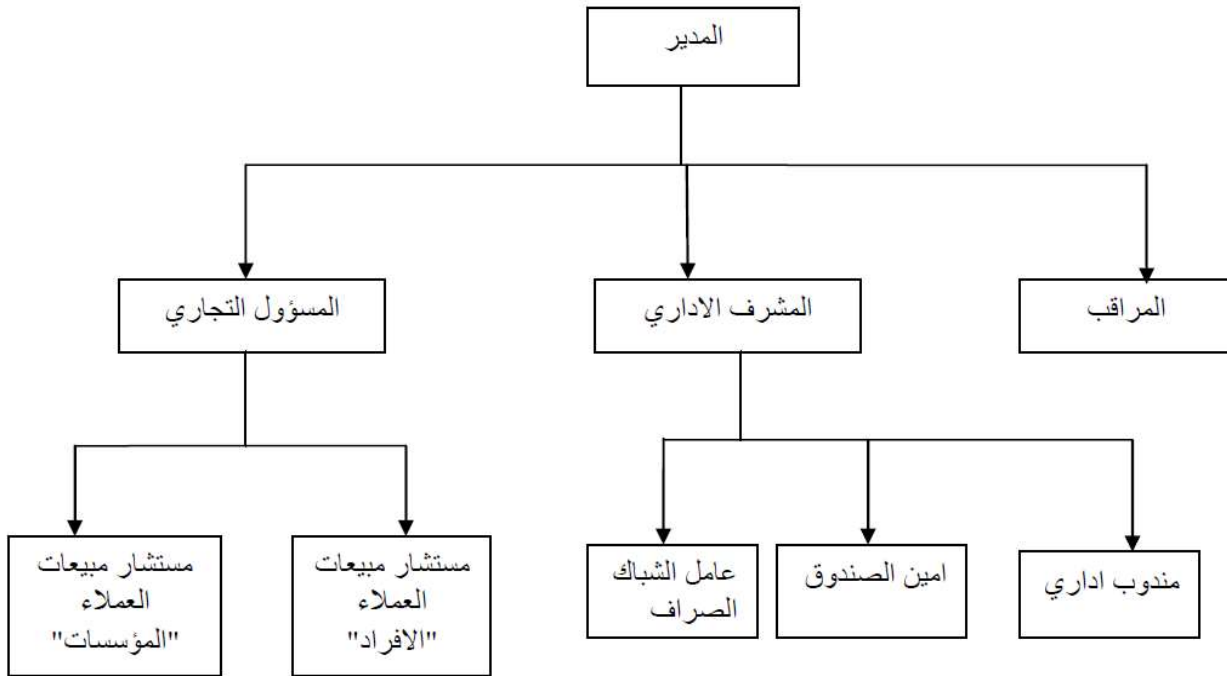 المدير
المراقب
المشرف الاداري
المسؤول التجاري
مندوب اداري
امين الصندوق
عامل الشباك
الصراف
مستشار مبيعات
العملاء
"الافراد"
مستشار مبيعات
العملاء
"المؤسسات"